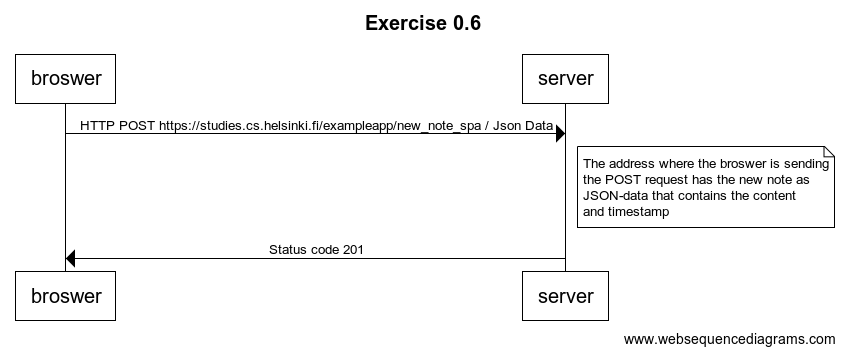 Exercise 0.6
broswer
server
HTTP POST https://studies.cs.helsinki.fi/exampleapp/new_note_spa / Json Data
The address where the broswer is sending
the POST request has the new note as
JSON-data that contains the content
and timestamp
Status code 201
broswer
server
www.websequencediagrams.com